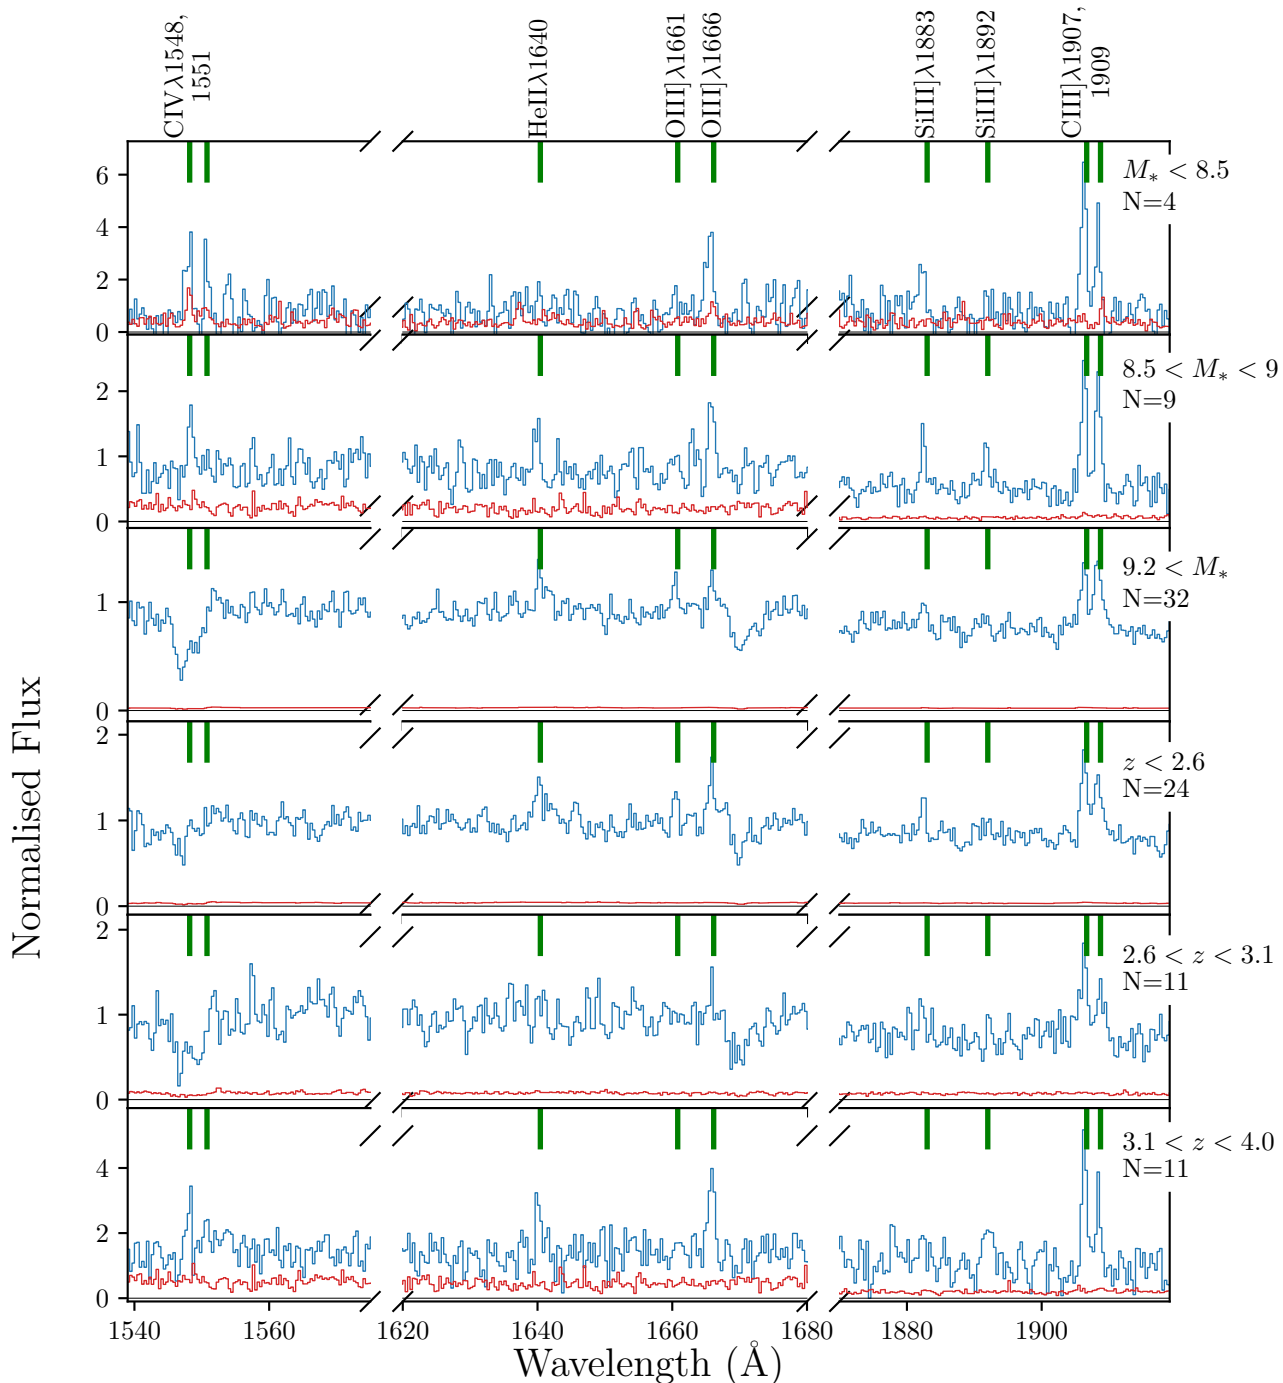 CIVλ1548,
1551
HeIIλ1640
OIII]λ1661
OIII]λ1666
SiIII]λ1883
SiIII]λ1892
CIII]λ1907,
1909
6
4
2
0
M* < 8.5
N=4
2
1
0
8.5 < M* < 9
N=9
1
0
9.2 < M*
N=32
2
1
0
z < 2.6
N=24
2
1
0
2.6 < z < 3.1
N=11
4
2
0
3.1 < z < 4.0
N=11
Normalised Flux
1540 1560 1620 1640 1660 1680 1880 1900
Wavelength (Å)